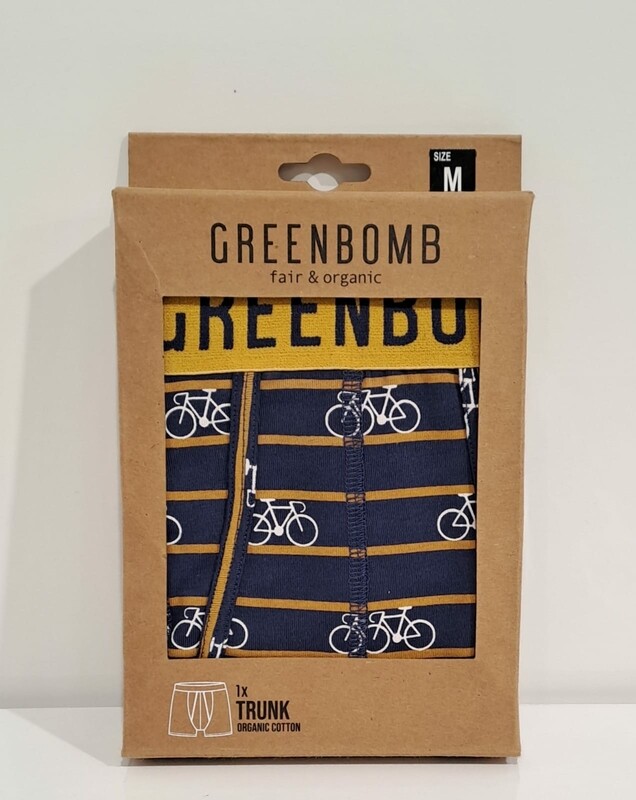 SIZE
M
GREENBOMB
fair & organic
GREENBO
1x
TRUNK
ORGANIC COTTON